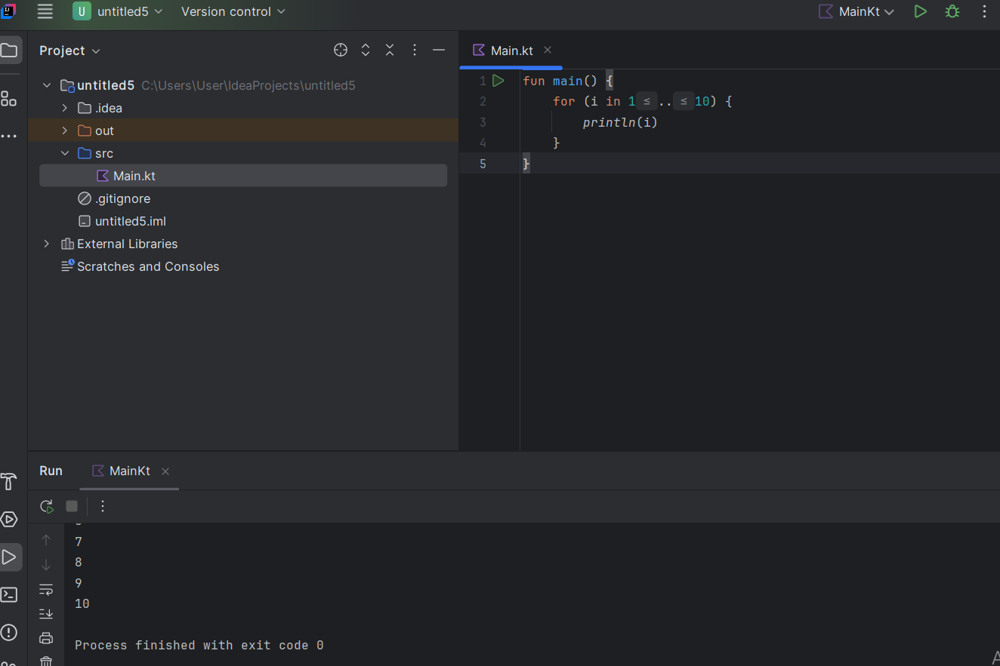 U untitled5 Version control MainKt
Project
untitled5 C:\Users\User\IdeaProjects\untitled5
.idea
out
src
Main.kt
.gitignore
untitled5.iml
External Libraries
Scratches and Consoles
Main.kt
1 fun main() {
2 for (i in 1 ≤ .. ≤ 10) {
3 println(i)
4 }
5 }
Run MainKt
7
8
9
10
Process finished with exit code 0